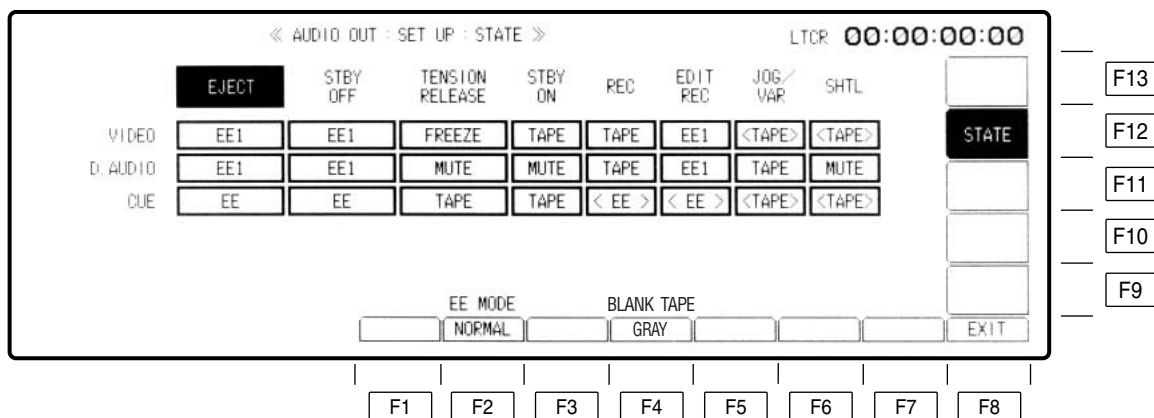 ≪ AUDIO OUT : SET UP : STATE ≫ LTCR 00:00:00:00
EJECT STBY OFF TENSION RELEASE STBY ON REC EDIT REC JOG/VAR SHTL
F13
VIDEO EE1 EE1 FREEZE TAPE TAPE EE1 <TAPE> <TAPE> STATE F12
D. AUDIO EE1 EE1 MUTE MUTE TAPE EE1 TAPE MUTE F11
CUE EE EE TAPE TAPE < EE > < EE > <TAPE> <TAPE>
F10
F9
EE MODE BLANK TAPE
NORMAL GRAY EXIT
F1 F2 F3 F4 F5 F6 F7 F8